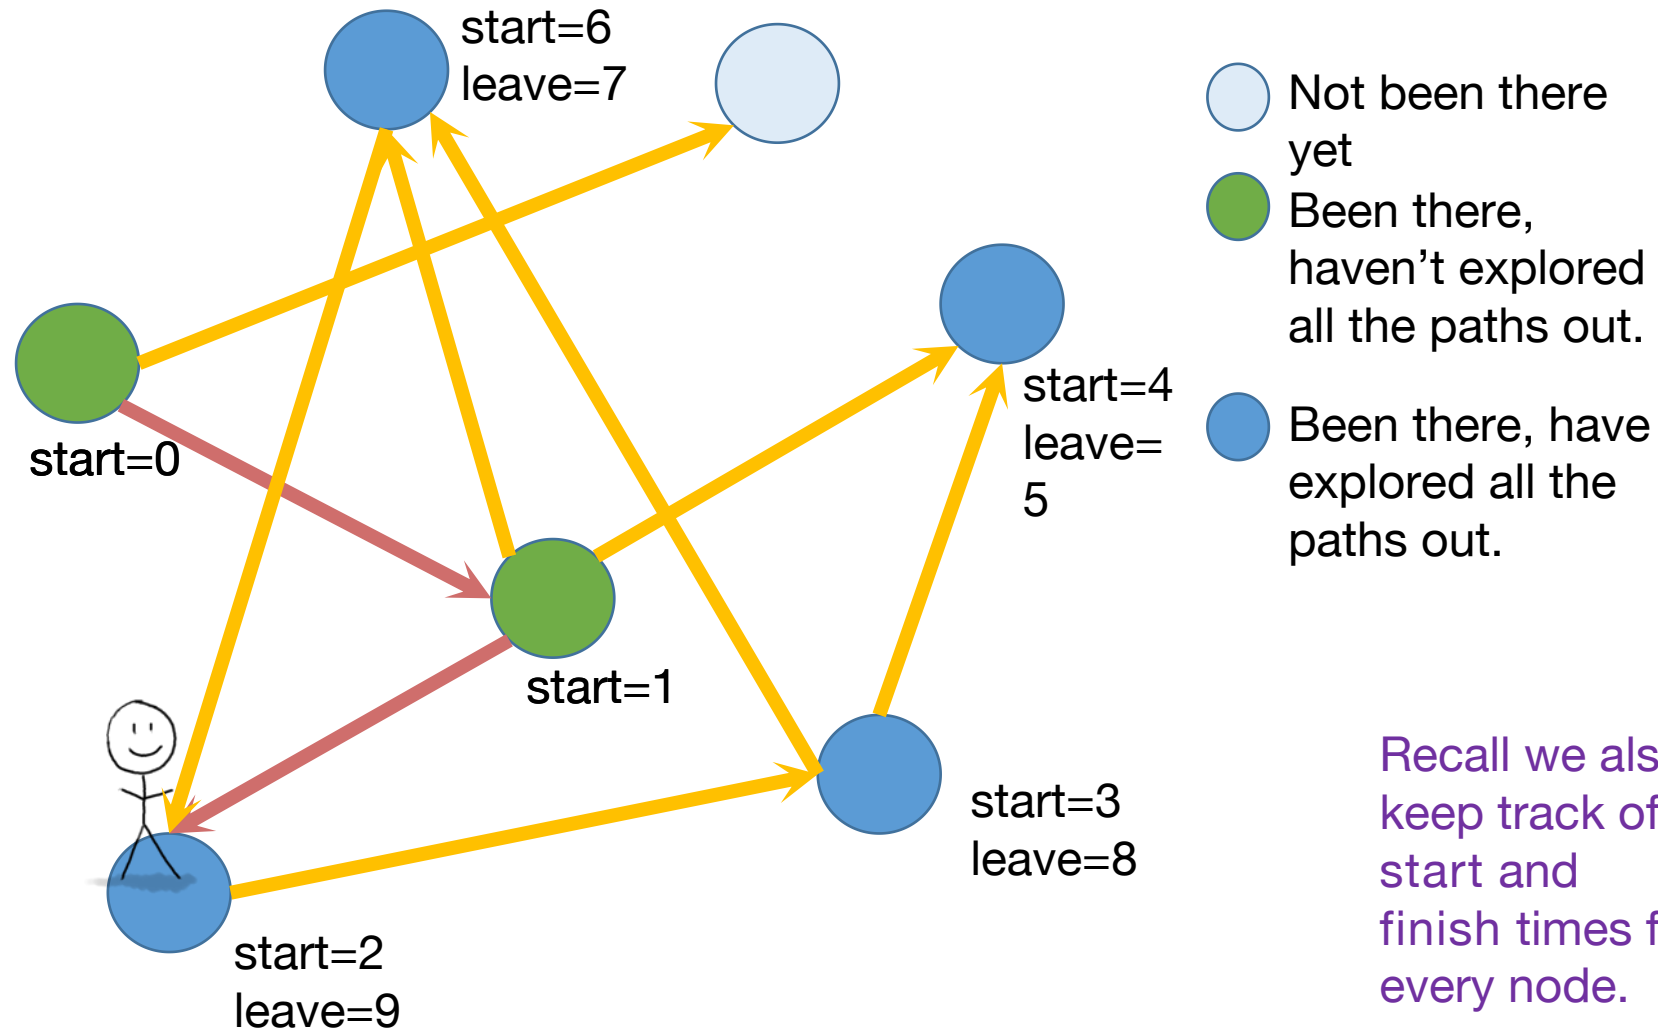 start=6
leave=7
start=0
start=1
start=4
leave=
5
start=3
leave=8
start=2
leave=9
Not been there
yet
Been there,
haven’t explored
all the paths out.
Been there, have
explored all the
paths out.
Recall we als
keep track of
start and
finish times f
every node.